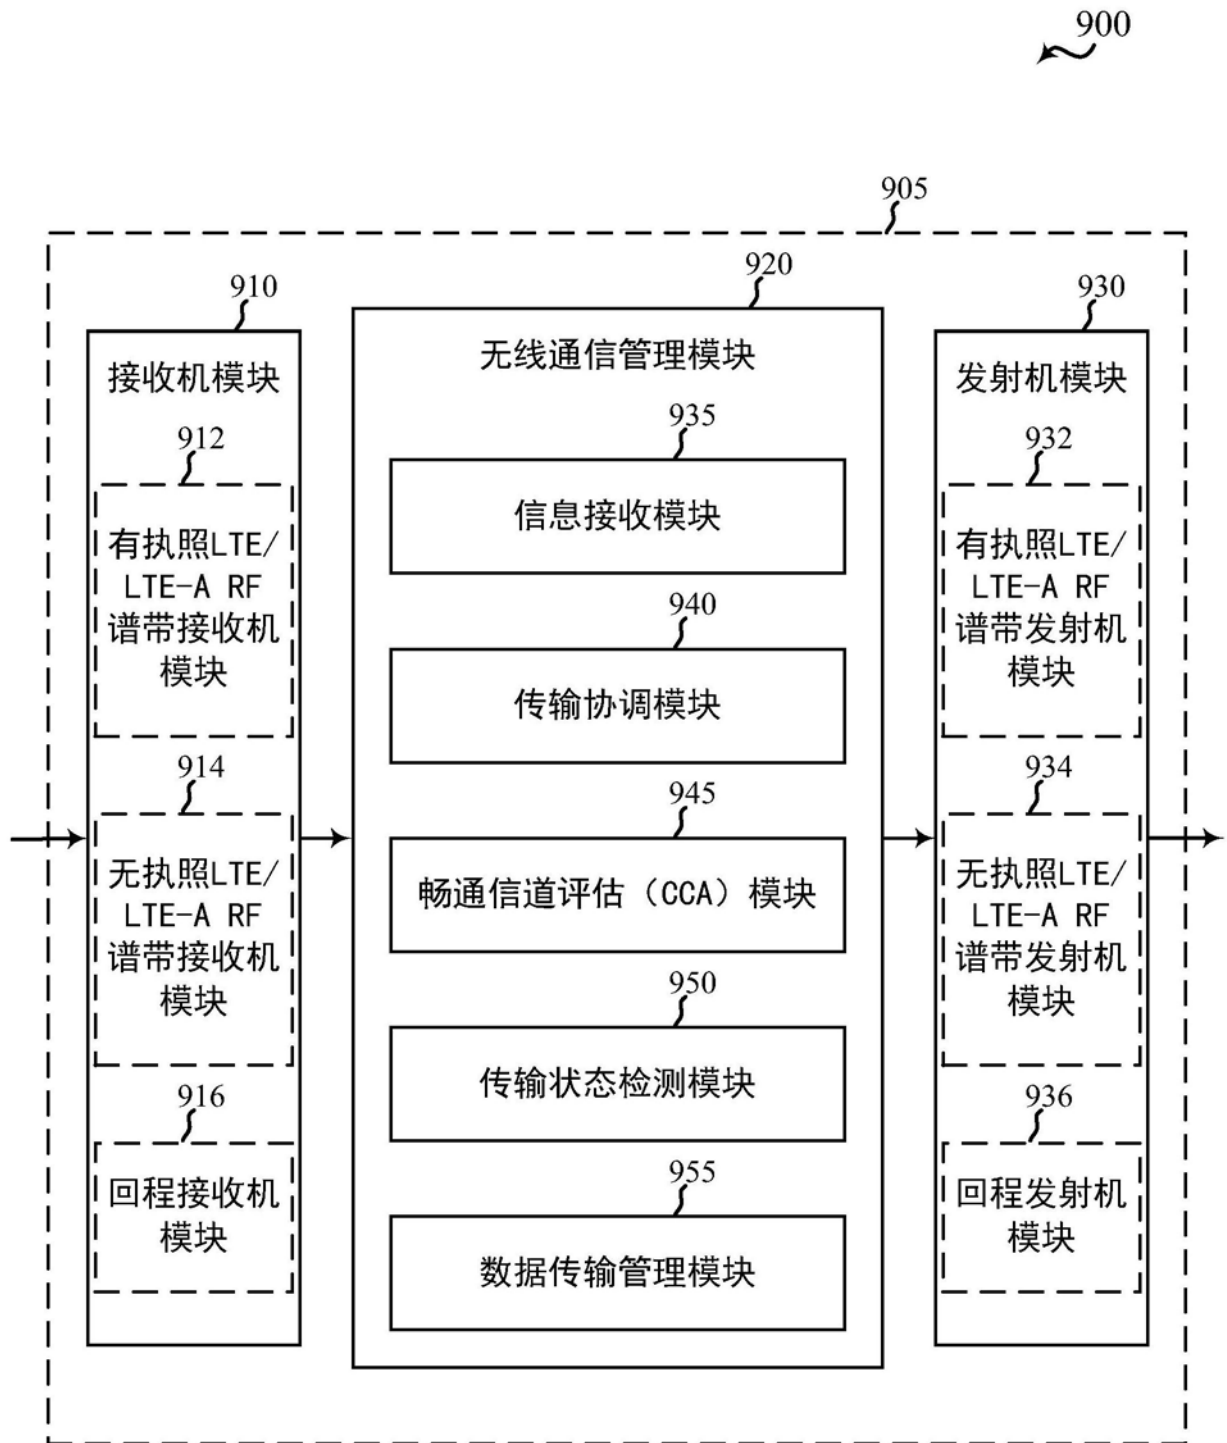 900
905
910
接收机模块
912
有执照LTE/
LTE-A RF
谱带接收机
模块
914
无执照LTE/
LTE-A RF
谱带接收机
模块
916
回程接收机
模块
920
无线通信管理模块
935
信息接收模块
940
传输协调模块
945
畅通信道评估（CCA）模块
950
传输状态检测模块
955
数据传输管理模块
930
发射机模块
932
有执照LTE/
LTE-A RF
谱带发射机
模块
934
无执照LTE/
LTE-A RF
谱带发射机
模块
936
回程发射机
模块